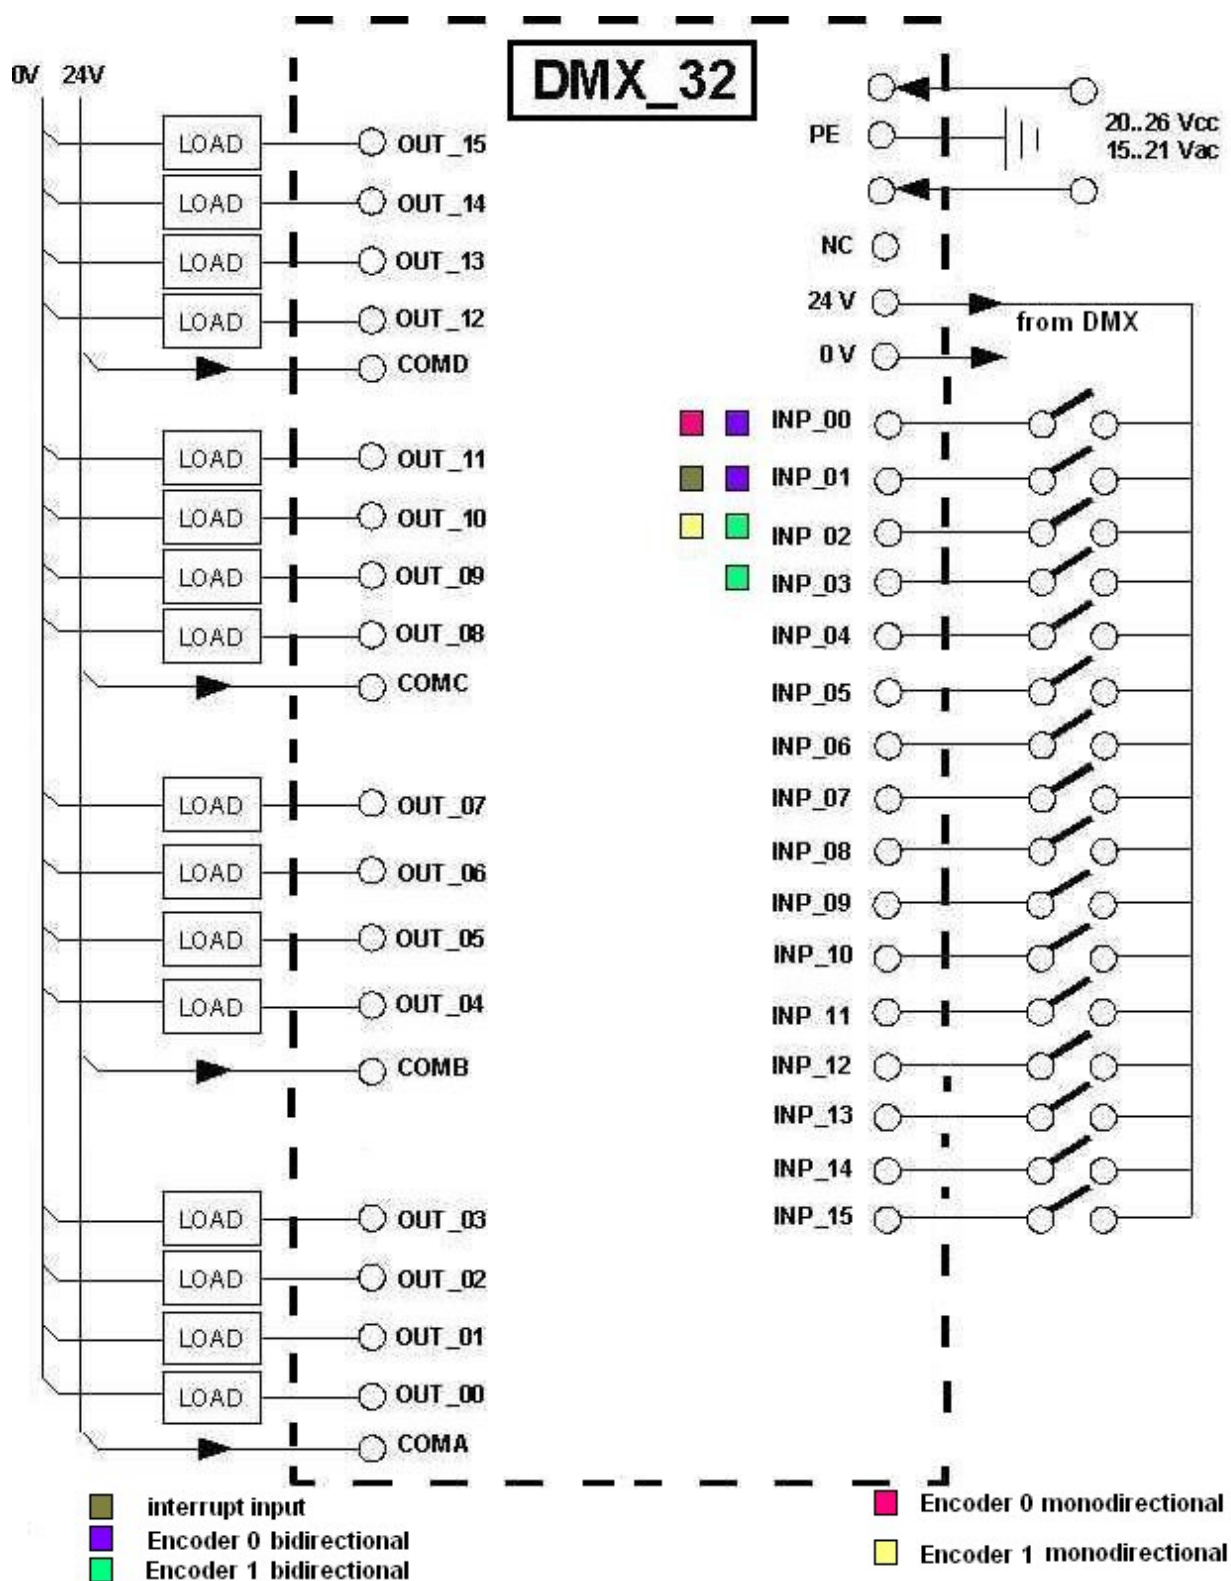 DMX_32
0V 24V
LOAD OUT_15
LOAD OUT_14
LOAD OUT_13
LOAD OUT_12
COMD
LOAD OUT_11
LOAD OUT_10
LOAD OUT_09
LOAD OUT_08
COMC
LOAD OUT_07
LOAD OUT_06
LOAD OUT_05
LOAD OUT_04
COMB
LOAD OUT_03
LOAD OUT_02
LOAD OUT_01
LOAD OUT_00
COMA
PE
20..26 Vcc
15..21 Vac
NC
24 V
from DMX
0 V
INP_00
INP_01
INP_02
INP_03
INP_04
INP_05
INP_06
INP_07
INP_08
INP_09
INP_10
INP_11
INP_12
INP_13
INP_14
INP_15
interrupt input
Encoder 0 bidirectional
Encoder 1 bidirectional
Encoder 0 monodirectional
Encoder 1 monodirectional